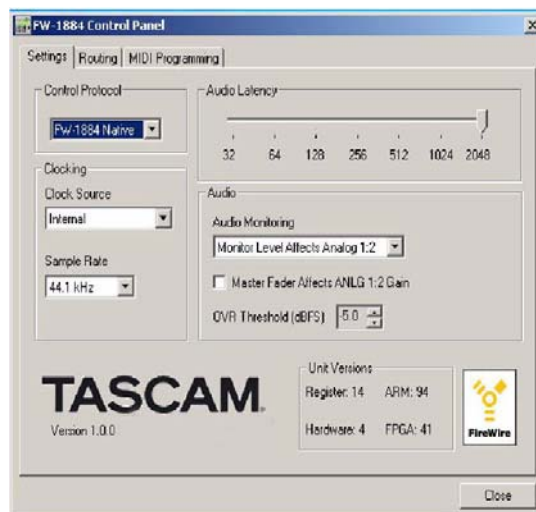 FW-1884 Control Panel
Settings Routing MIDI Programming
Control Protocol
FW-1884 Native
Audio Latency
32 64 128 256 512 1024 2048
Clocking
Clock Source
Internal
Sample Rate
44.1 kHz
Audio
Audio Monitoring
Monitor Level Affects Analog 1:2
Master Fader Affects ANLG 1:2 Gain
OVR Threshold (dBFS) -5.0
TASCAM.
Version 1.0.0
Unit Versions
Register: 14 ARM: 94
Hardware: 4 FPGA: 41
FireWire
Close